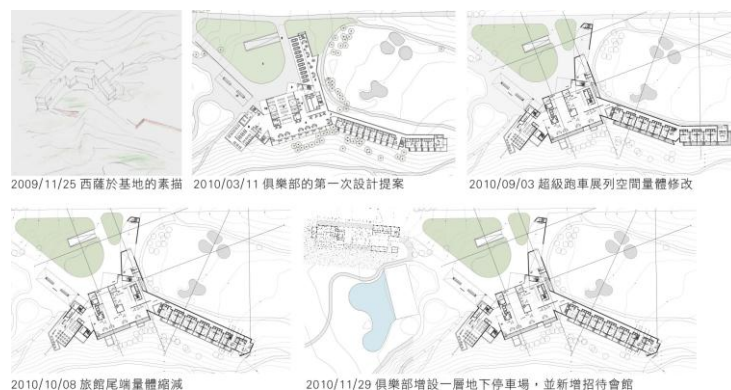 2009/11/25 西薩於基地的素描
2010/03/11 俱樂部的第一次設計提案
2010/09/03 超級跑車展列空間量體修改
2010/10/08 旅館尾端量體縮減
2010/11/29 俱樂部增設一層地下停車場，並新增招待會館